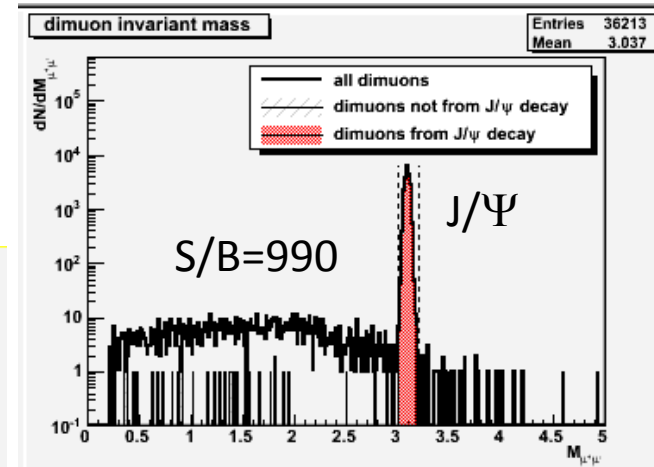 dimuon invariant mass
Entries 36213
Mean 3.037
all dimuons
dimuons not from J/ψ decay
dimuons from J/ψ decay
dN/dM_μ⁺μ⁻
10⁵
10⁴
10³
10²
10
1
10⁻¹
J/Ψ
S/B=990
0 0.5 1 1.5 2 2.5 3 3.5 4 4.5 5
M_μ⁺μ⁻